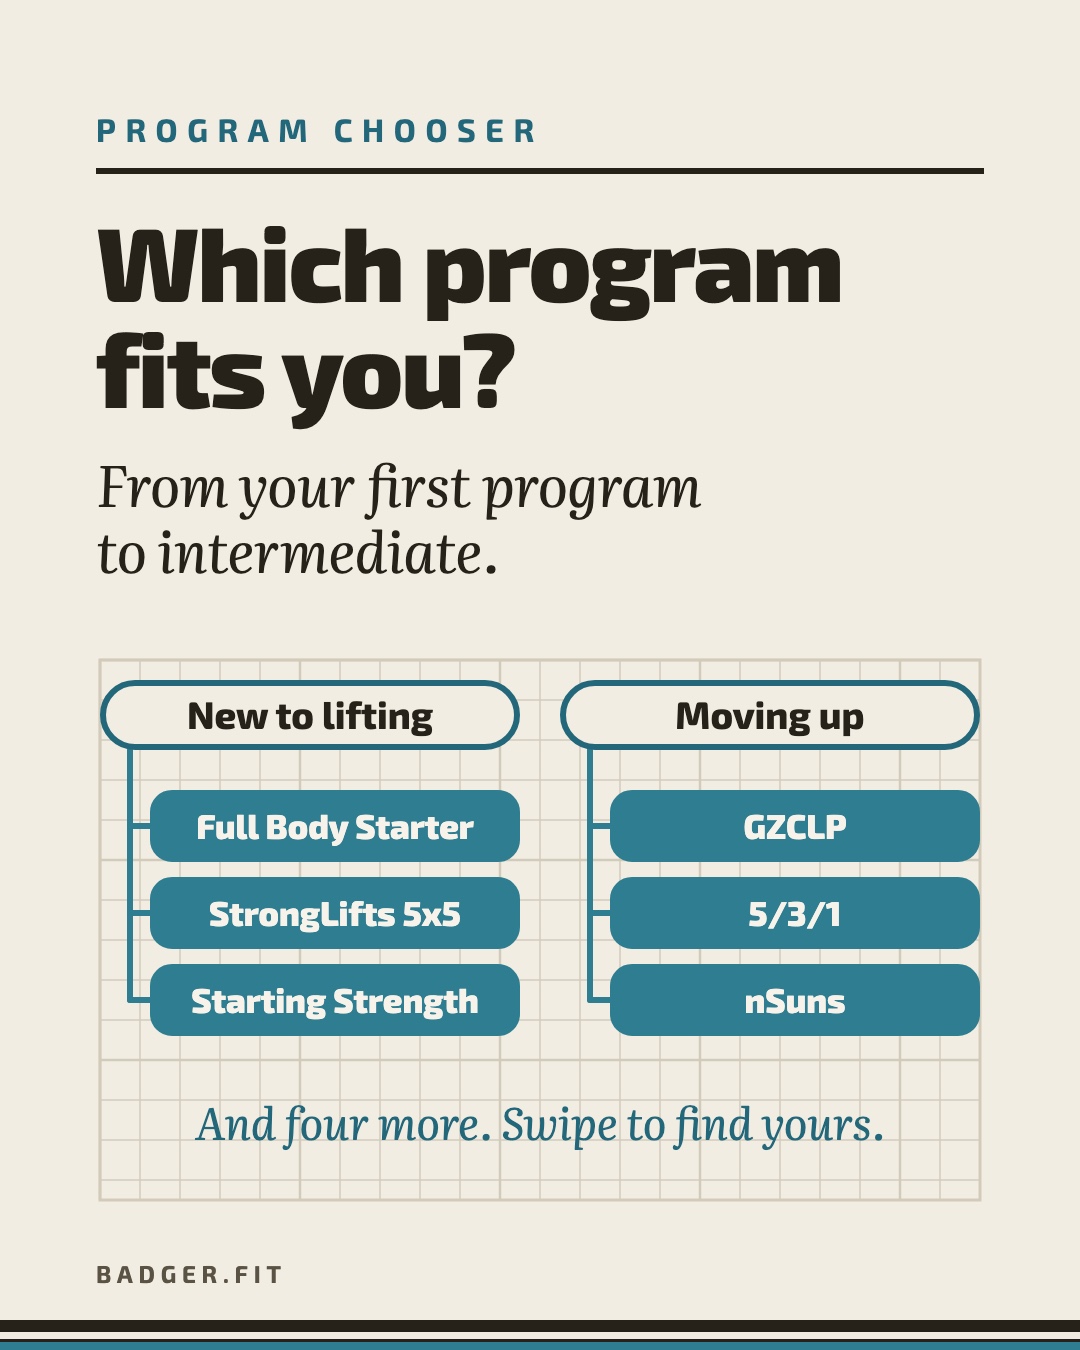 PROGRAM CHOOSER
Which program
fits you?
From your first program
to intermediate.
New to lifting
Full Body Starter
StrongLifts 5x5
Starting Strength
Moving up
GZCLP
5/3/1
nSuns
And four more. Swipe to find yours.
BADGER.FIT